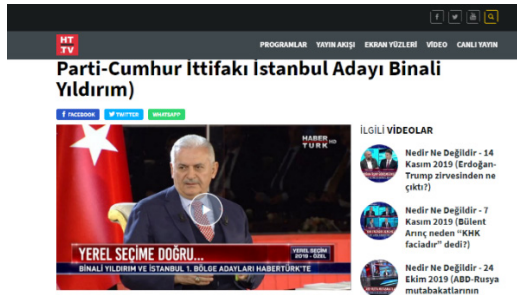 HT
TV
PROGRAMLAR YAYIN AKIŞI EKRAN YÜZLERİ VİDEO CANLI YAYIN
Parti-Cumhur İttifakı İstanbul Adayı Binali
Yıldırım)
FACEBOOK TWITTER WHATSAPP
HABER
TURK HD
YEREL SEÇİME DOĞRU...
YEREL SEÇİM
2019 - ÖZEL
BİNALİ YILDIRIM VE İSTANBUL 1. BÖLGE ADAYLARI HABERTÜRK'TE
İLGİLİ VİDEOLAR
Nedir Ne Değildir - 14
Kasım 2019 (Erdoğan-
Trump zirvesinden ne
çıktı?)
Nedir Ne Değildir - 7
Kasım 2019 (Bülent
Arınç neden “KHK
faciadır” dedi?)
Nedir Ne Değildir - 24
Ekim 2019 (ABD-Rusya
mutabakatlarının